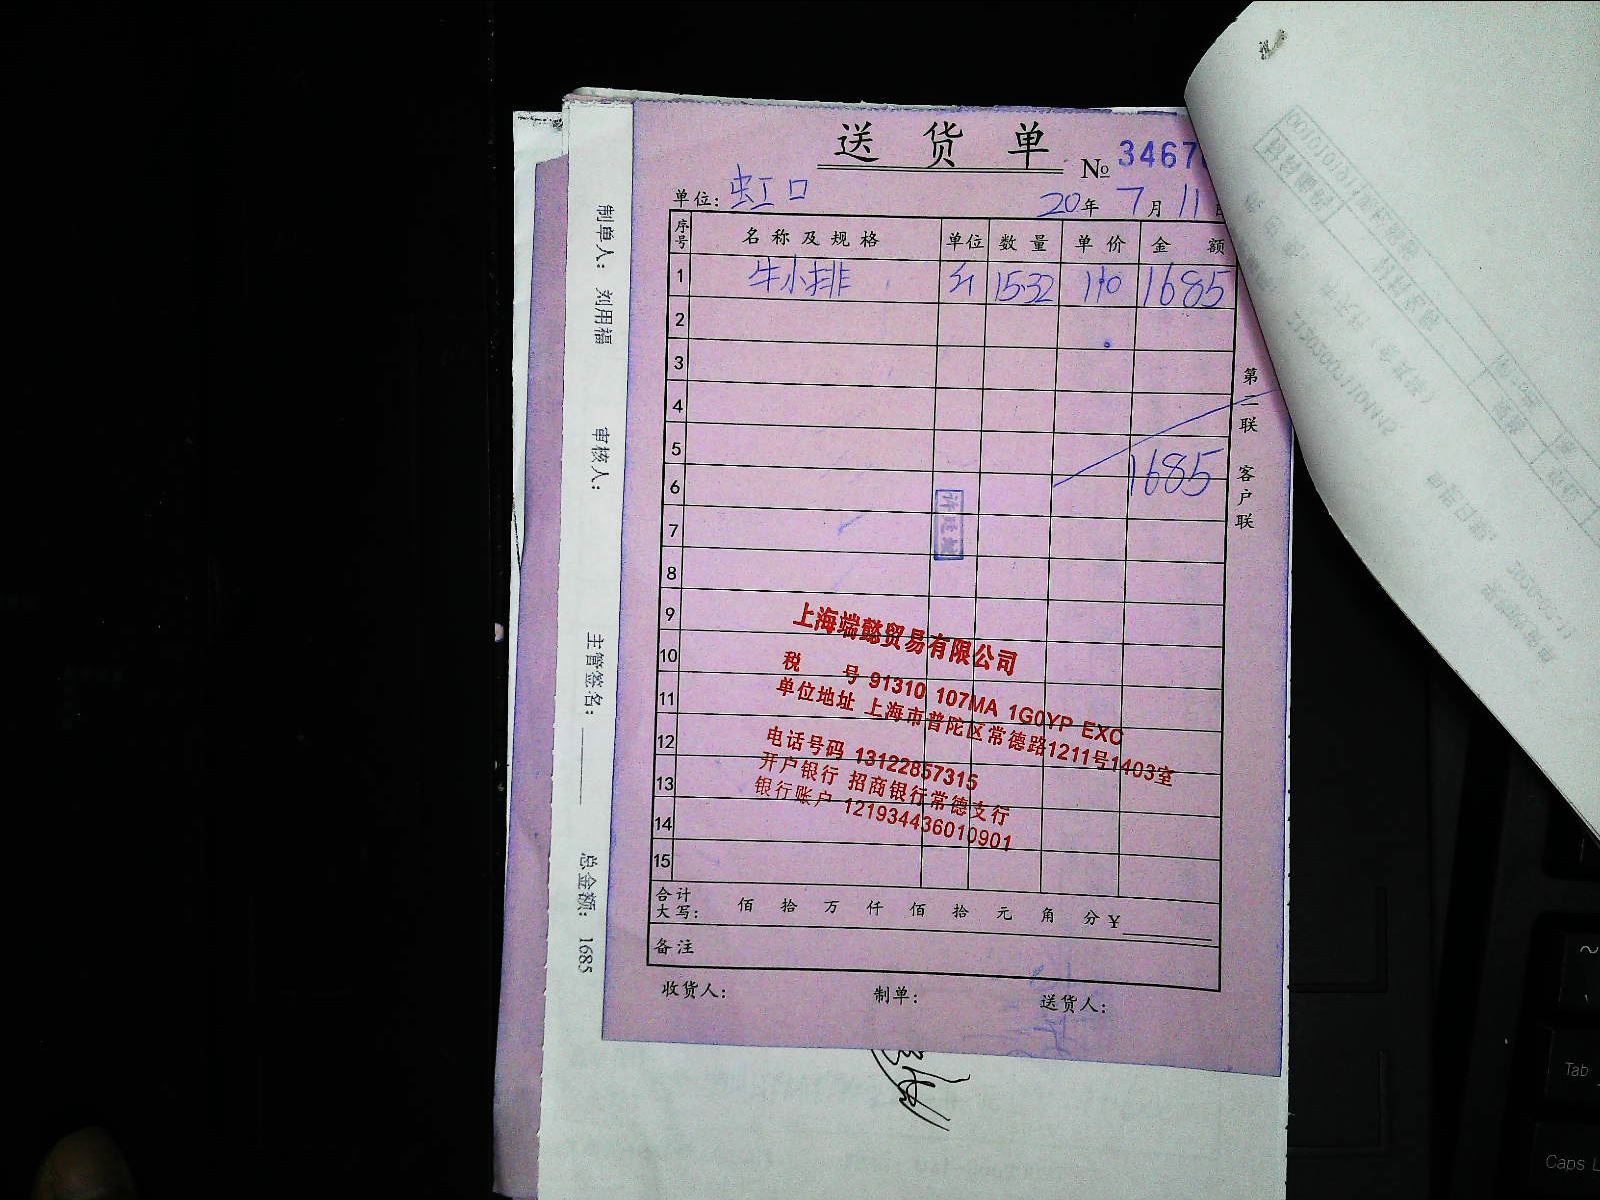 送 货 单
№ 3467
单位: 虹口 20年 7月 11日
序号 名称及规格 单位 数量 单价 金额
1 牛小排 斤 15.32 110 1685
2
3
4
5
6 1685
7
8
9
10
11
12
13
14
15
上海端懿贸易有限公司
税 号 91310 107MA 1G0YP EXC
单位地址 上海市普陀区常德路1211号1403室
电话号码 13122857315
开户银行 招商银行常德支行
银行账户 121934436010901
合计大写: 佰 拾 万 仟 佰 拾 元 角 分 ¥
备注
收货人: 制单: 送货人:
第二联 客户联
制单人: 刘用福 审核人: 主管签名: 总金额: 1685
~
Tab
Caps L